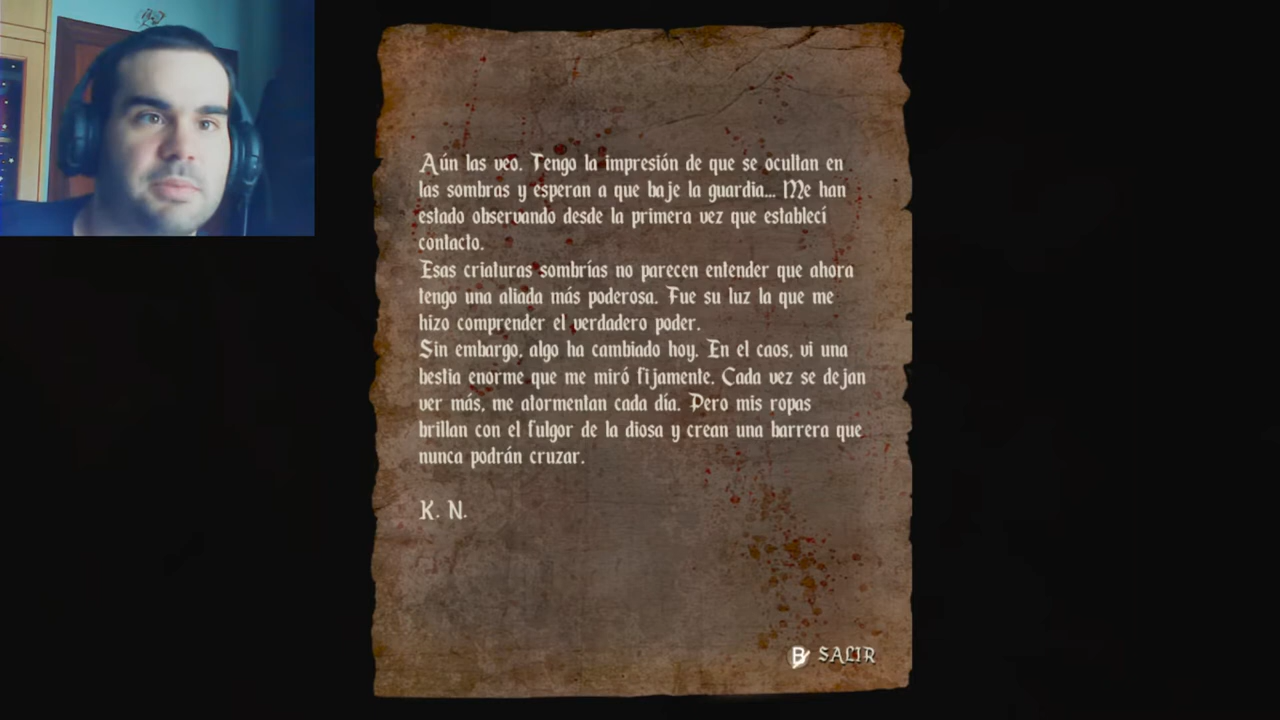 Aún las veo. Tengo la impresión de que se ocultan en
las sombras y esperan a que baje la guardia... Me han
estado observando desde la primera vez que establecí
contacto.
Esas criaturas sombrías no parecen entender que ahora
tengo una aliada más poderosa. Fue su luz la que me
hizo comprender el verdadero poder.
Sin embargo, algo ha cambiado hoy. En el caos, vi una
bestia enorme que me miró fijamente. Cada vez se dejan
ver más, me atormentan cada día. Pero mis ropas
brillan con el fulgor de la diosa y crean una barrera que
nunca podrán cruzar.
K. N.
B SALIR